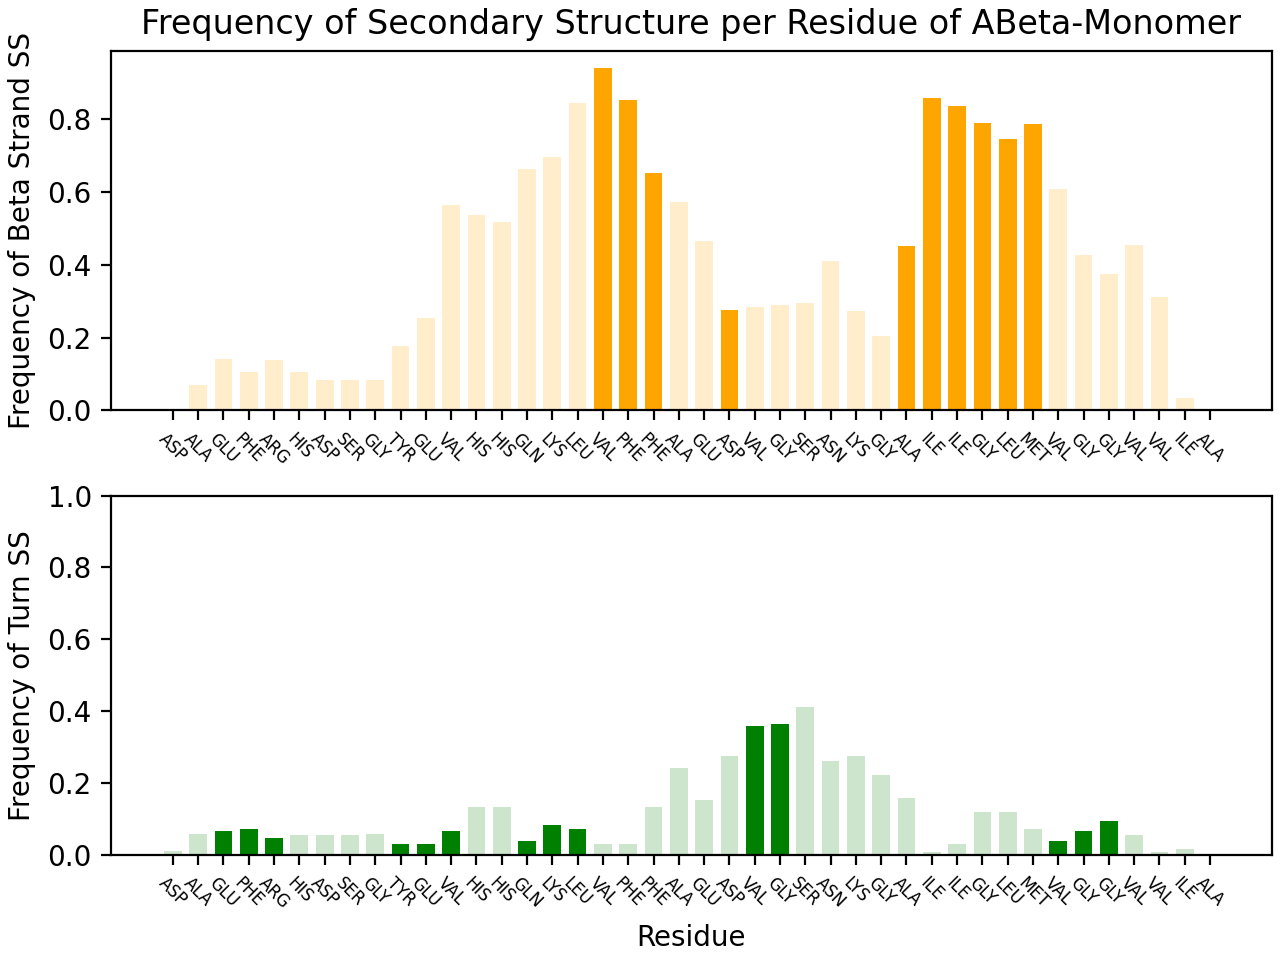 Frequency of Secondary Structure per Residue of ABeta-Monomer
Frequency of Beta Strand SS
0.8
0.6
0.4
0.2
0.0
ASP ALA GLU PHE ARG HIS ASP SER GLY TYR GLU VAL HIS HIS GLN LYS LEU VAL PHE PHE ALA GLU ASP VAL GLY SER ASN LYS GLY ALA ILE ILE GLY LEU MET VAL GLY GLY VAL VAL ILE ALA
Frequency of Turn SS
1.0
0.8
0.6
0.4
0.2
0.0
ASP ALA GLU PHE ARG HIS ASP SER GLY TYR GLU VAL HIS HIS GLN LYS LEU VAL PHE PHE ALA GLU ASP VAL GLY SER ASN LYS GLY ALA ILE ILE GLY LEU MET VAL GLY GLY VAL VAL ILE ALA
Residue